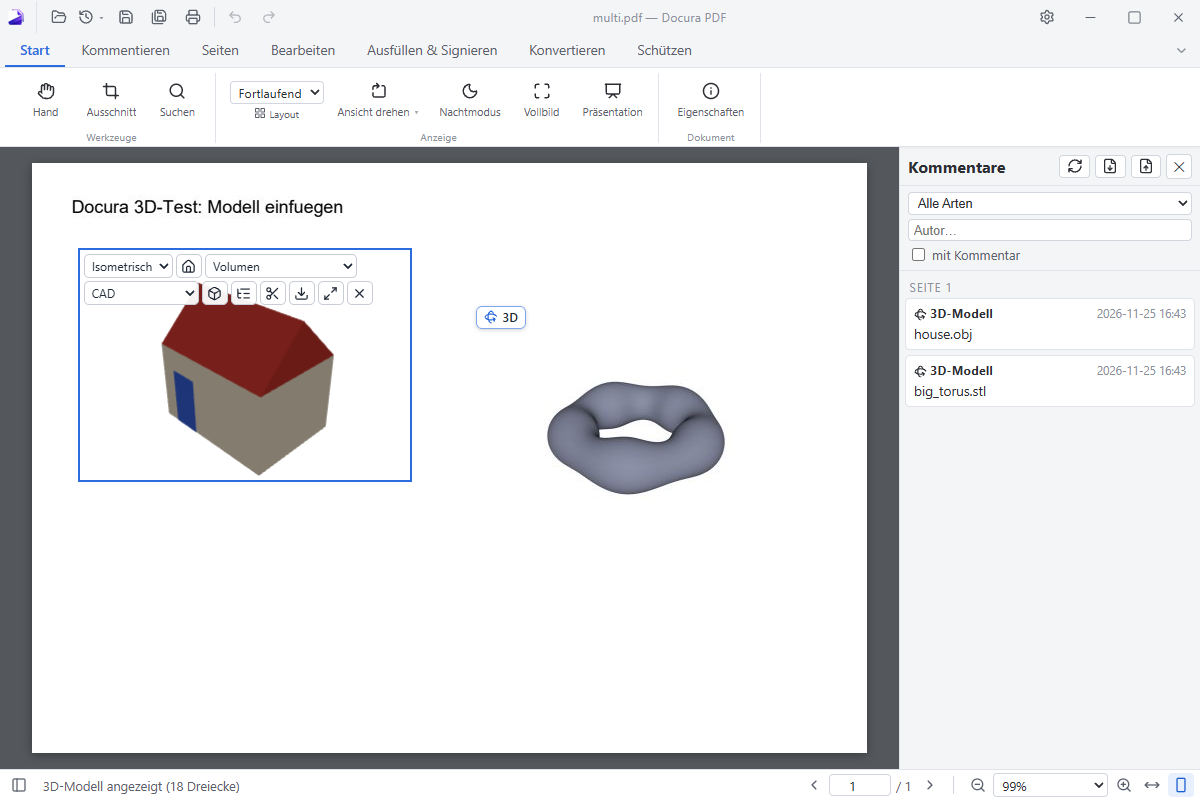 multi.pdf — Docura PDF
Start Kommentieren Seiten Bearbeiten Ausfüllen & Signieren Konvertieren Schützen
Hand Ausschnitt Suchen
Werkzeuge
Fortlaufend
Layout
Ansicht drehen Nachtmodus Vollbild Präsentation
Anzeige
Eigenschaften
Dokument
Docura 3D-Test: Modell einfuegen
Isometrisch Volumen
CAD
3D
Kommentare
Alle Arten
Autor…
mit Kommentar
SEITE 1
3D-Modell 2026-11-25 16:43
house.obj
3D-Modell 2026-11-25 16:43
big_torus.stl
3D-Modell angezeigt (18 Dreiecke) 1 / 1 99%